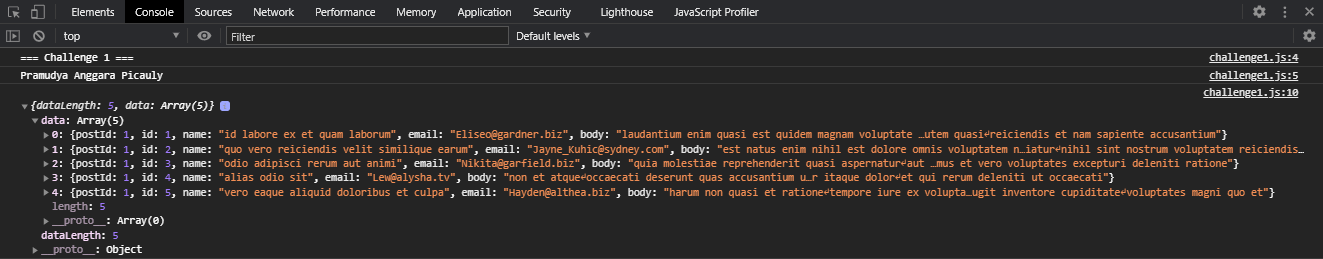 Elements Console Sources Network Performance Memory Application Security Lighthouse JavaScript Profiler
top Filter Default levels
=== Challenge 1 === challenge1.js:4
Pramudya Anggara Picauly challenge1.js:5
challenge1.js:10
{dataLength: 5, data: Array(5)} i
data: Array(5)
0: {postId: 1, id: 1, name: "id labore ex et quam laborum", email: "Eliseo@gardner.biz", body: "laudantium enim quasi est quidem magnam voluptate …utem quasi↵reiciendis et nam sapiente accusantium"}
1: {postId: 1, id: 2, name: "quo vero reiciendis velit similique earum", email: "Jayne_Kuhic@sydney.com", body: "est natus enim nihil est dolore omnis voluptatem n…iatur↵nihil sint nostrum voluptatem reiciendis…
2: {postId: 1, id: 3, name: "odio adipisci rerum aut animi", email: "Nikita@garfield.biz", body: "quia molestiae reprehenderit quasi aspernatur↵aut …mus et vero voluptates excepturi deleniti ratione"}
3: {postId: 1, id: 4, name: "alias odio sit", email: "Lew@alysha.tv", body: "non et atque↵occaecati deserunt quas accusantium u…r itaque dolor↵et qui rerum deleniti ut occaecati"}
4: {postId: 1, id: 5, name: "vero eaque aliquid doloribus et culpa", email: "Hayden@althea.biz", body: "harum non quasi et ratione↵tempore iure ex volupta…ugit inventore cupiditate↵voluptates magni quo et"}
length: 5
__proto__: Array(0)
dataLength: 5
__proto__: Object